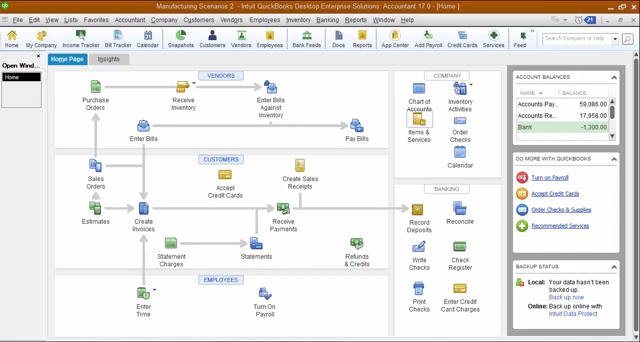 Manufacturing Scenarios 2 - Intuit QuickBooks Desktop Enterprise Solutions: Accountant 17.0 - [Home ]
File Edit View Lists Favorites Accountant Company Customers Vendors Employees Inventory Banking Reports Window Help
21
Home My Company Income Tracker Bill Tracker Calendar Snapshots Customers Vendors Employees Bank Feeds Docs Reports App Center Add Payroll Credit Cards Services Feed
Search Company or Help
Open Wind...
Home
Home Page Insights
VENDORS
Purchase Orders
Receive Inventory
Enter Bills Against Inventory
Enter Bills
Pay Bills
CUSTOMERS
Sales Orders
Accept Credit Cards
Create Sales Receipts
Estimates
Create Invoices
Receive Payments
Statement Charges
Statements
Refunds & Credits
EMPLOYEES
Enter Time
Turn On Payroll
COMPANY
Chart of Accounts
Inventory Activities
Items & Services
Order Checks
Calendar
BANKING
Record Deposits
Reconcile
Write Checks
Check Register
Print Checks
Enter Credit Card Charges
ACCOUNT BALANCES
NAME BALANCE
Accounts Pay... 59,086.00
Accounts Re... 17,958.00
Bank -1,300.00
DO MORE WITH QUICKBOOKS
Turn on Payroll
Accept Credit Cards
Order Checks & Supplies
Recommended Services
BACKUP STATUS
Local: Your data hasn't been backed up.
Back up now
Online: Back up online with
Intuit Data Protect